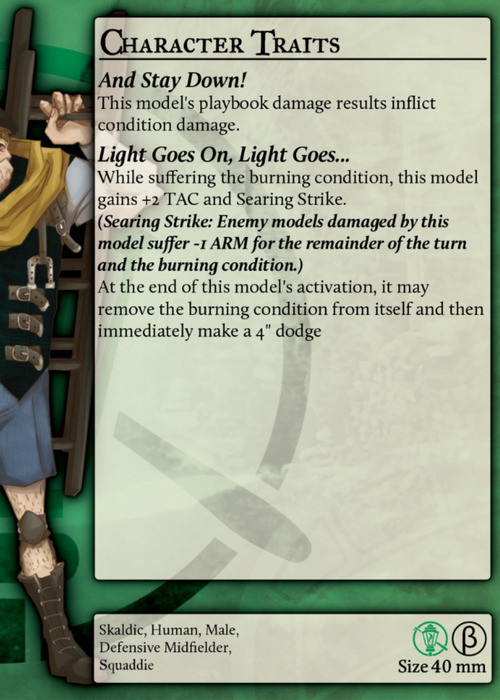 Character Traits
And Stay Down!
This model's playbook damage results inflict
condition damage.
Light Goes On, Light Goes...
While suffering the burning condition, this model
gains +2 TAC and Searing Strike.
(Searing Strike: Enemy models damaged by this
model suffer -1 ARM for the remainder of the turn
and the burning condition.)
At the end of this model's activation, it may
remove the burning condition from itself and then
immediately make a 4" dodge
Skaldic, Human, Male,
Defensive Midfielder,
Squaddie
β
Size 40 mm